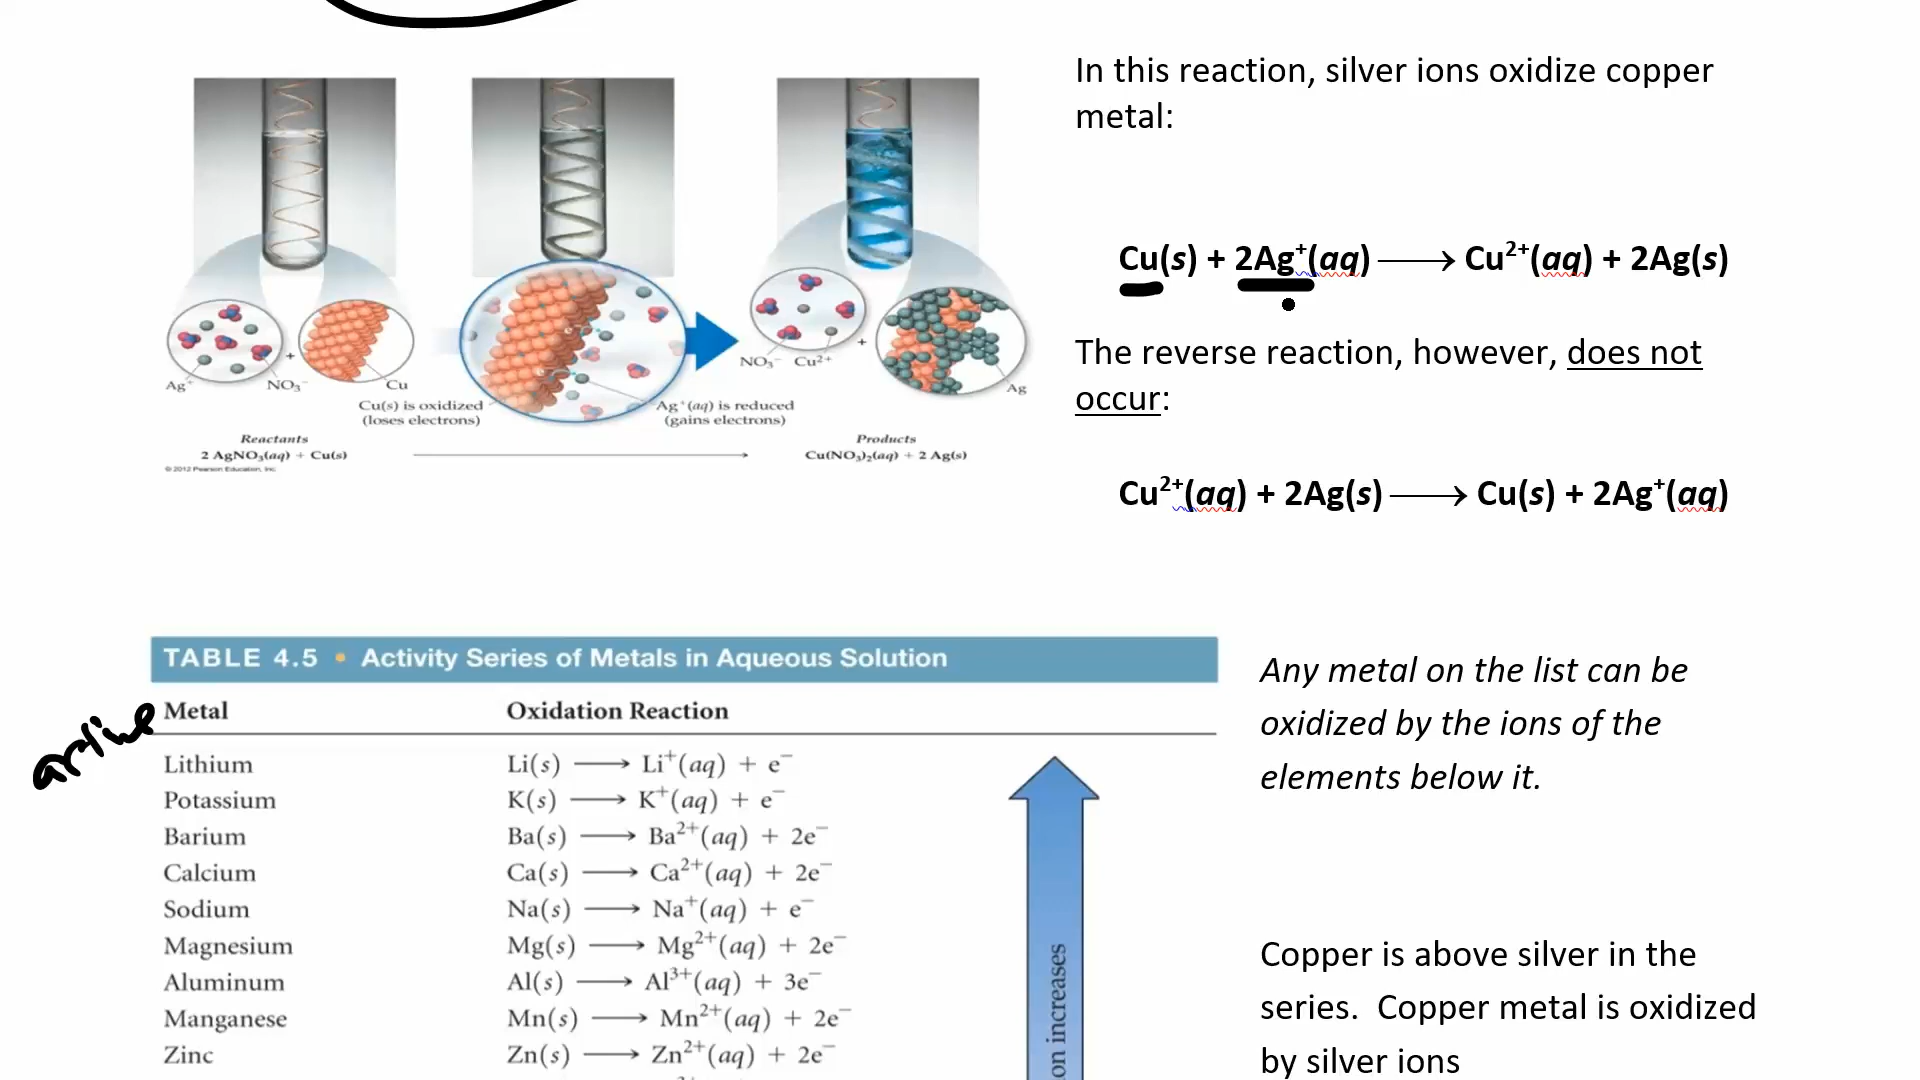 In this reaction, silver ions oxidize copper
metal:
Cu(s) + 2Ag⁺(aq) ⟶ Cu²⁺(aq) + 2Ag(s)
The reverse reaction, however, does not
occur:
Cu²⁺(aq) + 2Ag(s) ⟶ Cu(s) + 2Ag⁺(aq)
Ag⁺
NO₃⁻
+
Cu
e⁻
Cu(s) is oxidized
(loses electrons)
Ag⁺(aq) is reduced
(gains electrons)
NO₃⁻ Cu²⁺
+
Ag
Reactants
2 AgNO₃(aq) + Cu(s)
Products
Cu(NO₃)₂(aq) + 2 Ag(s)
© 2012 Pearson Education, Inc.
TABLE 4.5 • Activity Series of Metals in Aqueous Solution
active
Metal Oxidation Reaction
Lithium Li(s) ⟶ Li⁺(aq) + e⁻
Potassium K(s) ⟶ K⁺(aq) + e⁻
Barium Ba(s) ⟶ Ba²⁺(aq) + 2e⁻
Calcium Ca(s) ⟶ Ca²⁺(aq) + 2e⁻
Sodium Na(s) ⟶ Na⁺(aq) + e⁻
Magnesium Mg(s) ⟶ Mg²⁺(aq) + 2e⁻
Aluminum Al(s) ⟶ Al³⁺(aq) + 3e⁻
Manganese Mn(s) ⟶ Mn²⁺(aq) + 2e⁻
Zinc Zn(s) ⟶ Zn²⁺(aq) + 2e⁻
on increases
Any metal on the list can be
oxidized by the ions of the
elements below it.
Copper is above silver in the
series. Copper metal is oxidized
by silver ions